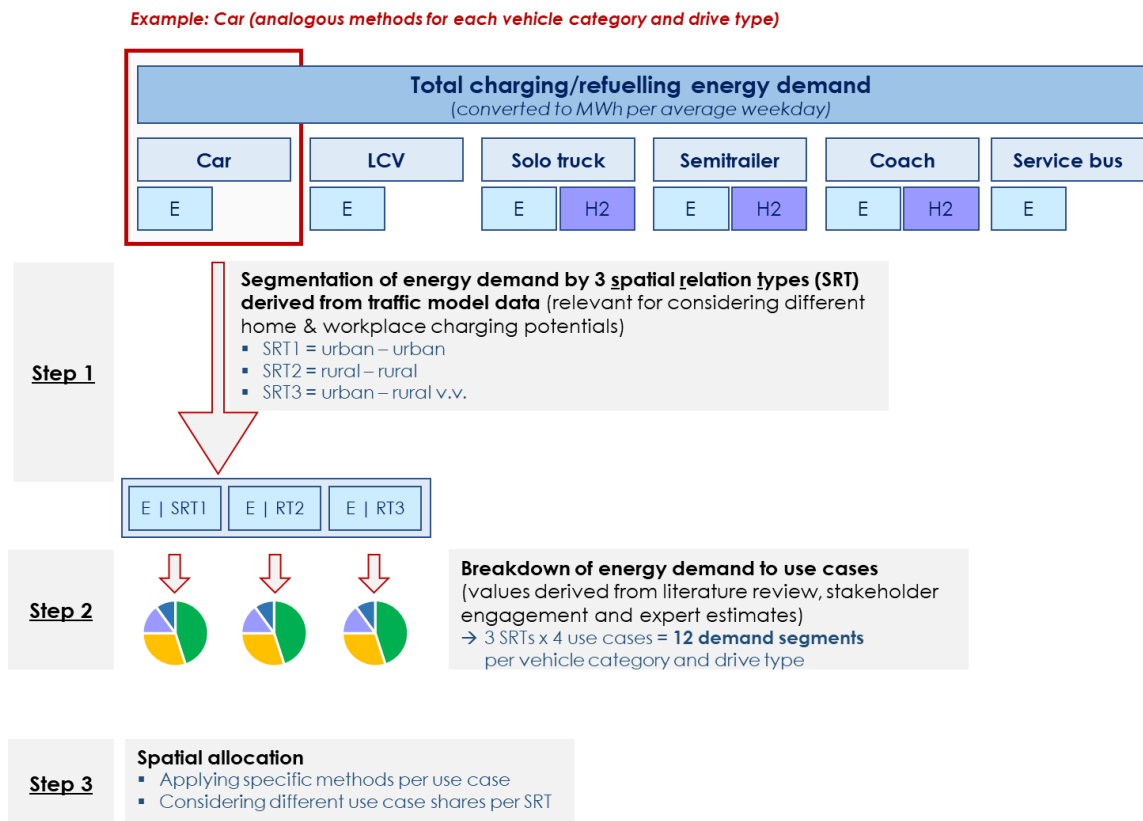 Example: Car (analogous methods for each vehicle category and drive type)
Total charging/refuelling energy demand
(converted to MWh per average weekday)
Car
LCV
Solo truck
Semitrailer
Coach
Service bus
E
E
E
H2
E
H2
E
H2
E
Step 1
Segmentation of energy demand by 3 spatial relation types (SRT)
derived from traffic model data (relevant for considering different
home & workplace charging potentials)
▪ SRT1 = urban – urban
▪ SRT2 = rural – rural
▪ SRT3 = urban – rural v.v.
E | SRT1
E | RT2
E | RT3
Step 2
Breakdown of energy demand to use cases
(values derived from literature review, stakeholder
engagement and expert estimates)
→ 3 SRTs x 4 use cases = 12 demand segments
per vehicle category and drive type
Step 3
Spatial allocation
▪ Applying specific methods per use case
▪ Considering different use case shares per SRT